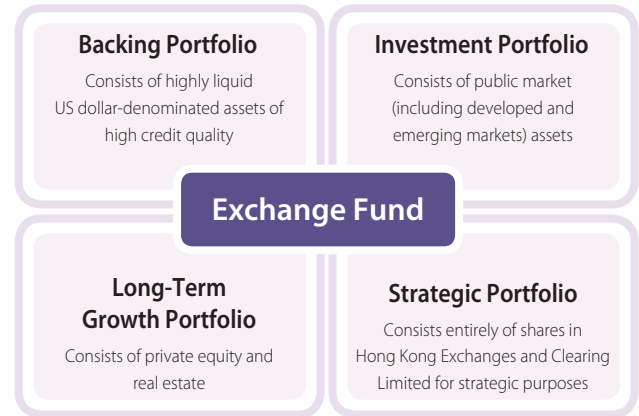 Backing Portfolio
Consists of highly liquid
US dollar-denominated assets of
high credit quality
Investment Portfolio
Consists of public market
(including developed and
emerging markets) assets
Exchange Fund
Long-Term
Growth Portfolio
Consists of private equity and
real estate
Strategic Portfolio
Consists entirely of shares in
Hong Kong Exchanges and Clearing
Limited for strategic purposes